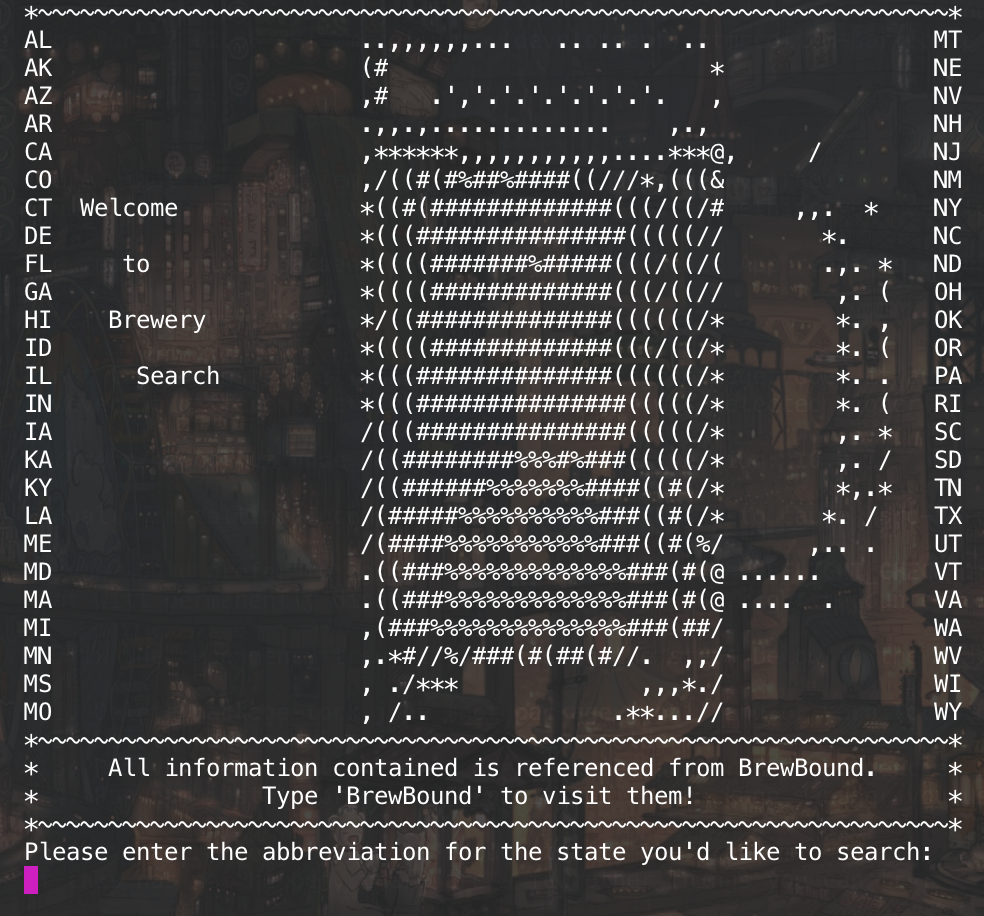 *~~~~~~~~~~~~~~~~~~~~~~~~~~~~~~~~~~~~~~~~~~~~~~~~~~~~~~~~~~~~~~~~~*
AL MT
AK NE
AZ NV
AR NH
CA NJ
CO NM
CT Welcome NY
DE NC
FL to ND
GA OH
HI Brewery OK
ID OR
IL Search PA
IN RI
IA SC
KA SD
KY TN
LA TX
ME UT
MD VT
MA VA
MI WA
MN WV
MS WI
MO WY
*~~~~~~~~~~~~~~~~~~~~~~~~~~~~~~~~~~~~~~~~~~~~~~~~~~~~~~~~~~~~~~~~~*
* All information contained is referenced from BrewBound. *
* Type 'BrewBound' to visit them! *
*~~~~~~~~~~~~~~~~~~~~~~~~~~~~~~~~~~~~~~~~~~~~~~~~~~~~~~~~~~~~~~~~~*
Please enter the abbreviation for the state you'd like to search: